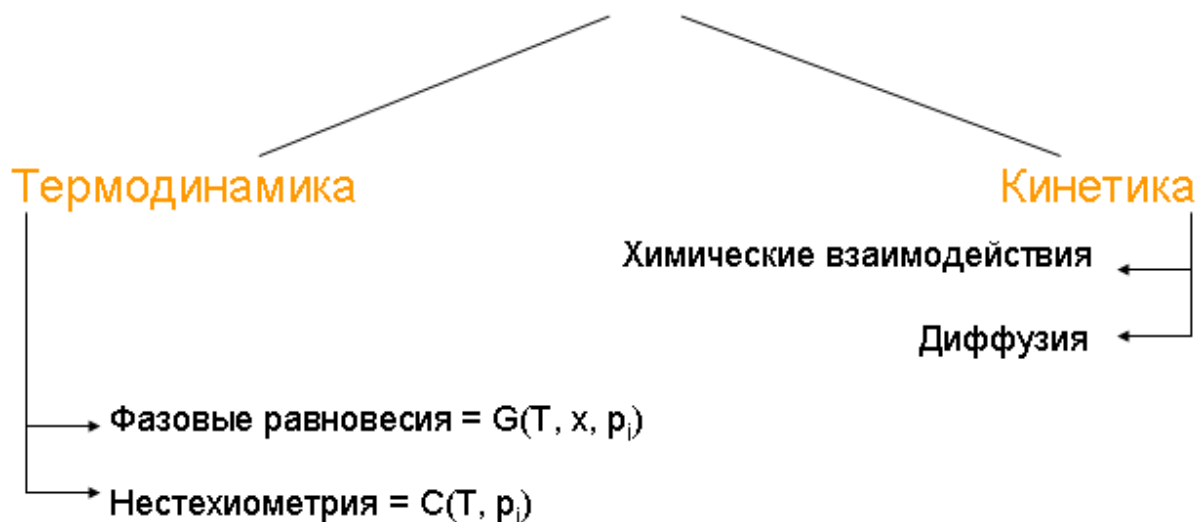 Термодинамика
Кинетика
Химические взаимодействия
Диффузия
Фазовые равновесия = G(T, x, pᵢ)
Нестехиометрия = C(T, pᵢ)